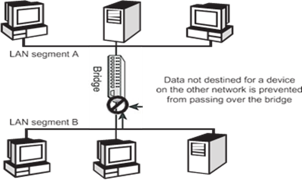 LAN segment A
Bridge
Data not destined for a device
on the other network is prevented
from passing over the bridge
LAN segment B